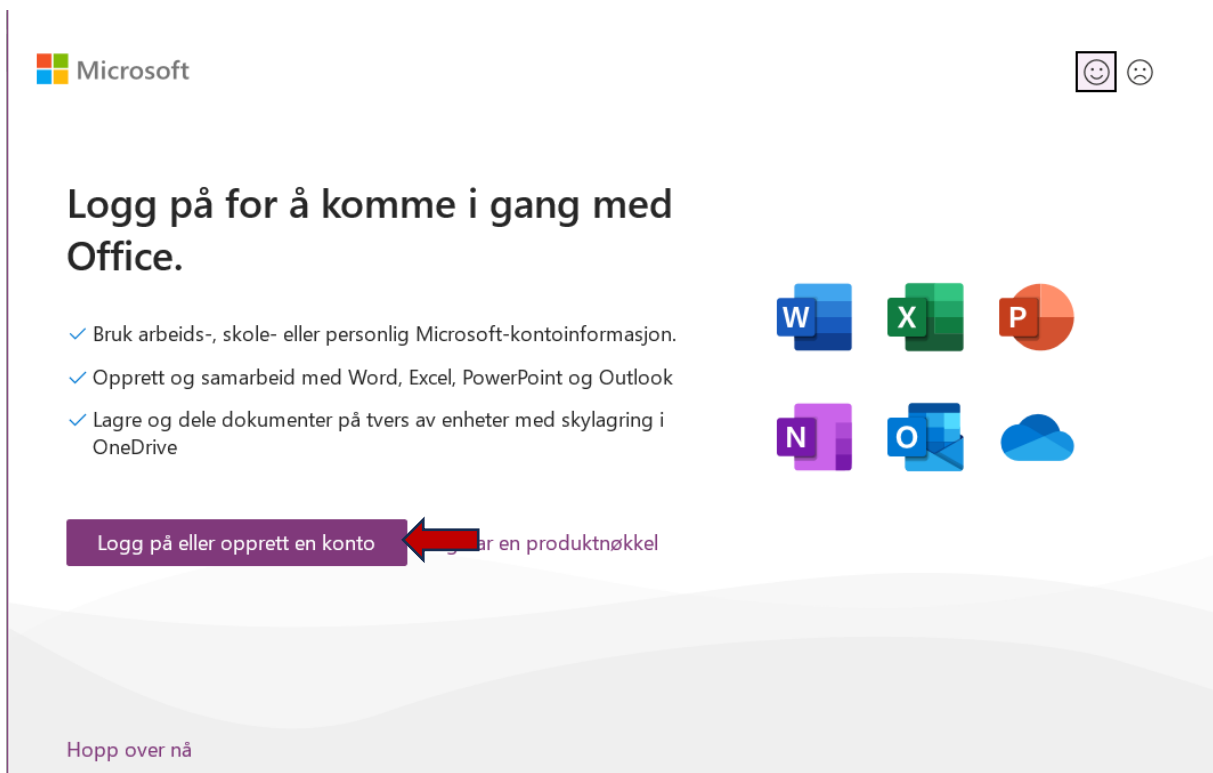 Microsoft
Logg på for å komme i gang med
Office.
Bruk arbeids-, skole- eller personlig Microsoft-kontoinformasjon.
Opprett og samarbeid med Word, Excel, PowerPoint og Outlook
Lagre og dele dokumenter på tvers av enheter med skylagring i
OneDrive
W X P
N O
Logg på eller opprett en konto en produktnøkkel
Hopp over nå